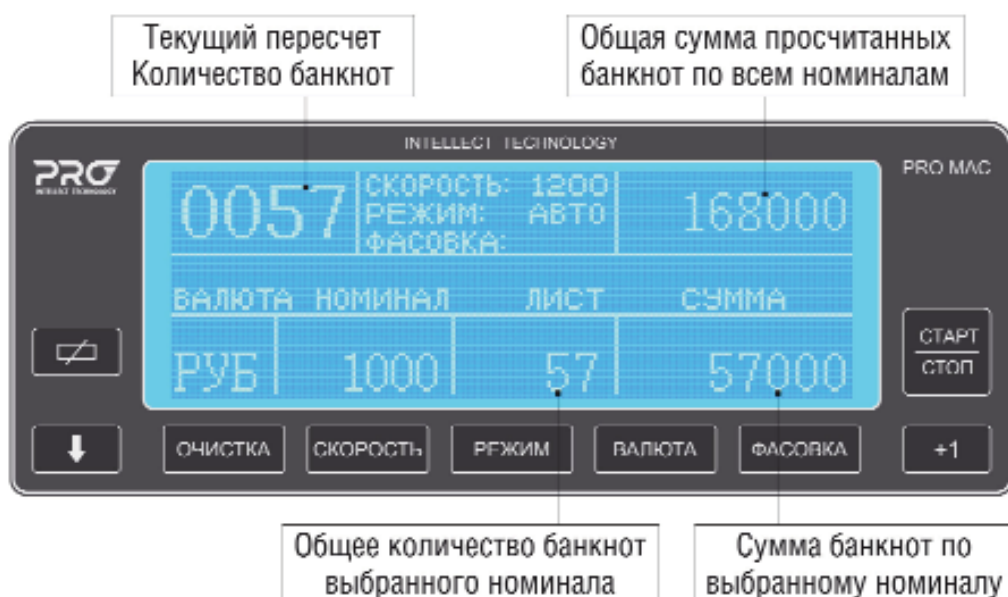 Текущий пересчет
Количество банкнот
Общая сумма просчитанных
банкнот по всем номиналам
INTELLECT TECHNOLOGY
PRO
INTELLECT TECHNOLOGY
PRO MAC
0057
СКОРОСТЬ: 1200
РЕЖИМ: АВТО
ФАСОВКА:
168000
ВАЛЮТА НОМИНАЛ ЛИСТ СУММА
РУБ 1000 57 57000
СТАРТ
СТОП
ОЧИСТКА СКОРОСТЬ РЕЖИМ ВАЛЮТА ФАСОВКА +1
Общее количество банкнот
выбранного номинала
Сумма банкнот по
выбранному номиналу